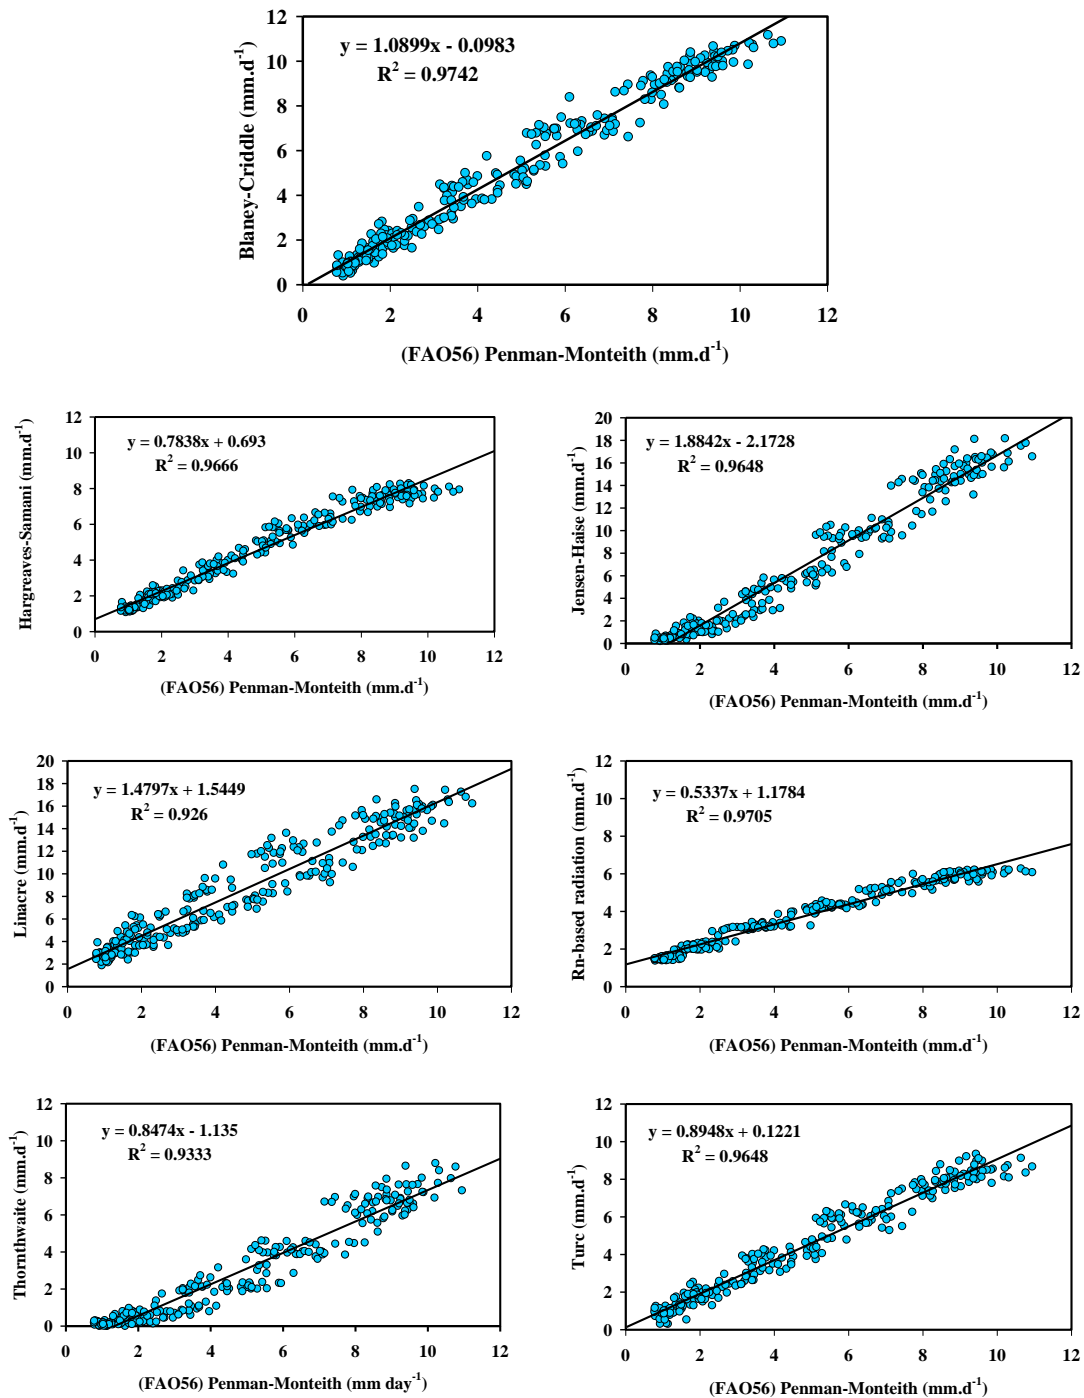 12
10
8
6
4
2
0
Blaney-Criddle (mm.d-1)
y = 1.0899x - 0.0983
R2 = 0.9742
0 2 4 6 8 10 12
(FAO56) Penman-Monteith (mm.d-1)
12
10
8
6
4
2
0
Hargreaves-Samani (mm.d-1)
y = 0.7838x + 0.693
R2 = 0.9666
0 2 4 6 8 10 12
(FAO56) Penman-Monteith (mm.d-1)
20
18
16
14
12
10
8
6
4
2
0
Jensen-Haise (mm.d-1)
y = 1.8842x - 2.1728
R2 = 0.9648
0 2 4 6 8 10 12
(FAO56) Penman-Monteith (mm.d-1)
20
18
16
14
12
10
8
6
4
2
0
Linacre (mm.d-1)
y = 1.4797x + 1.5449
R2 = 0.926
0 2 4 6 8 10 12
(FAO56) Penman-Monteith (mm.d-1)
12
10
8
6
4
2
0
Rn-based radiation (mm.d-1)
y = 0.5337x + 1.1784
R2 = 0.9705
0 2 4 6 8 10 12
(FAO56) Penman-Monteith (mm.d-1)
12
10
8
6
4
2
0
Thornthwaite (mm.d-1)
y = 0.8474x - 1.135
R2 = 0.9333
0 2 4 6 8 10 12
(FAO56) Penman-Monteith (mm day-1)
12
10
8
6
4
2
0
Turc (mm.d-1)
y = 0.8948x + 0.1221
R2 = 0.9648
0 2 4 6 8 10 12
(FAO56) Penman-Monteith (mm.d-1)